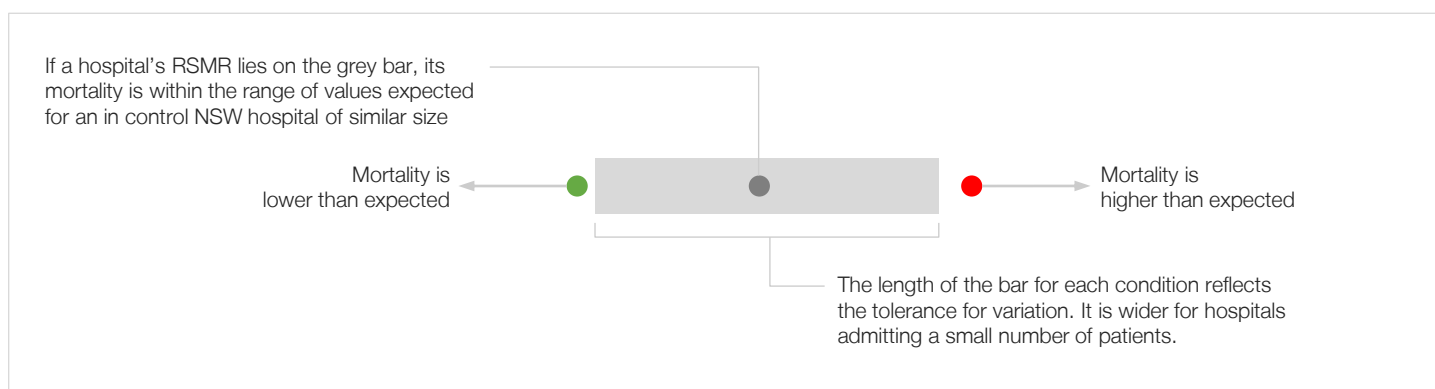 If a hospital's RSMR lies on the grey bar, its
mortality is within the range of values expected
for an in control NSW hospital of similar size
Mortality is
lower than expected
Mortality is
higher than expected
The length of the bar for each condition reflects
the tolerance for variation. It is wider for hospitals
admitting a small number of patients.